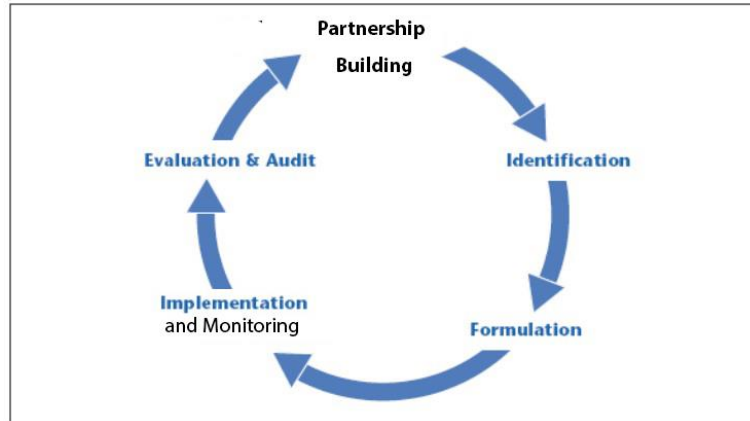 Partnership
Building
Identification
Formulation
Implementation
and Monitoring
Evaluation & Audit